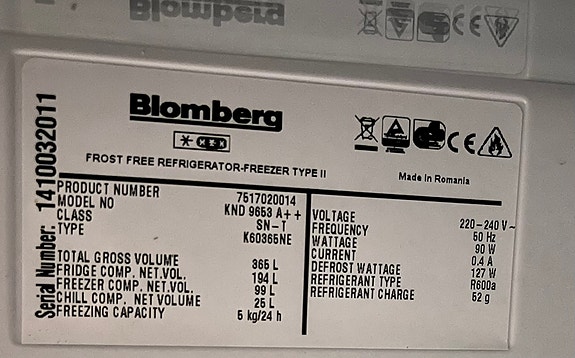 Blomberg
FROST FREE REFRIGERATOR-FREEZER TYPE II
CE
Made in Romania
Serial Number: 1410032011
PRODUCT NUMBER 7517020014
MODEL NO KND 9653 A++
CLASS SN-T
TYPE K60365NE
TOTAL GROSS VOLUME 365 L
FRIDGE COMP. NET.VOL. 194 L
FREEZER COMP. NET.VOL. 99 L
CHILL COMP. NET VOLUME 25 L
FREEZING CAPACITY 5 kg/24 h
VOLTAGE 220-240 V~
FREQUENCY 50 Hz
WATTAGE 90 W
CURRENT 0.4 A
DEFROST WATTAGE 127 W
REFRIGERANT TYPE R600a
REFRIGERANT CHARGE 52 g